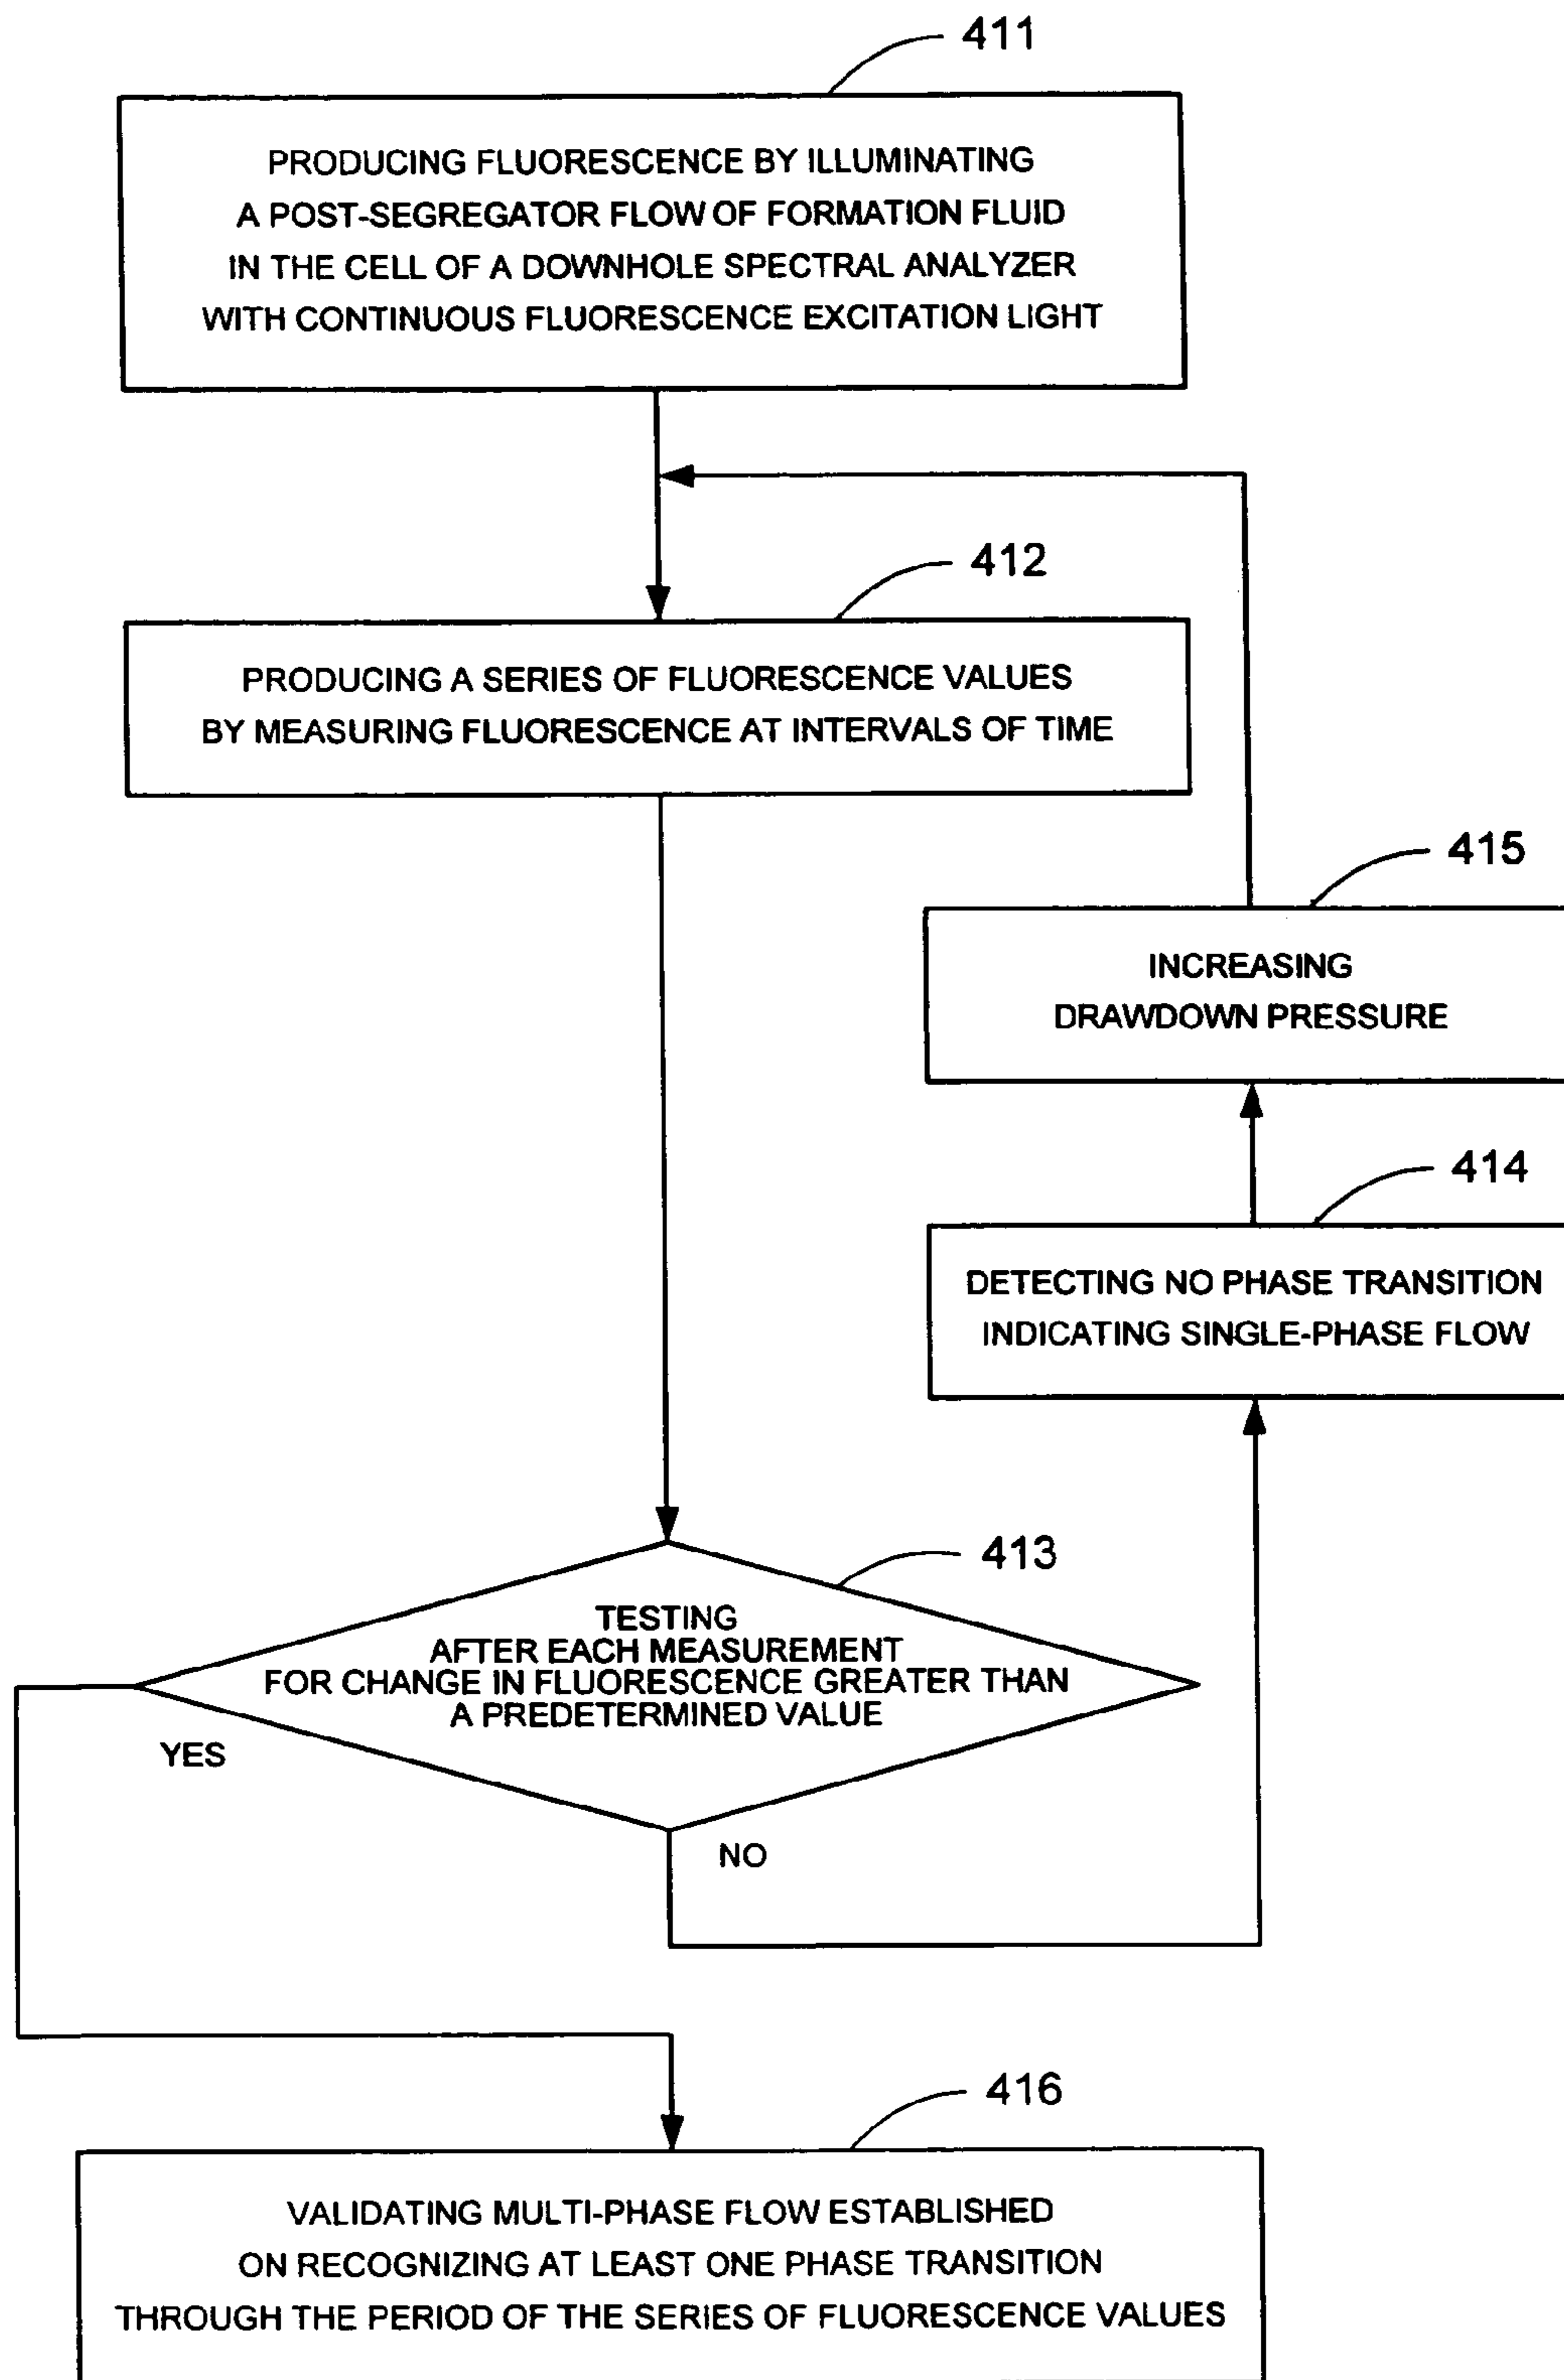 411
PRODUCING FLUORESCENCE BY ILLUMINATING
A POST-SEGREGATOR FLOW OF FORMATION FLUID
IN THE CELL OF A DOWNHOLE SPECTRAL ANALYZER
WITH CONTINUOUS FLUORESCENCE EXCITATION LIGHT
412
PRODUCING A SERIES OF FLUORESCENCE VALUES
BY MEASURING FLUORESCENCE AT INTERVALS OF TIME
415
INCREASING
DRAWDOWN PRESSURE
414
DETECTING NO PHASE TRANSITION
INDICATING SINGLE-PHASE FLOW
413
TESTING
AFTER EACH MEASUREMENT
FOR CHANGE IN FLUORESCENCE GREATER THAN
A PREDETERMINED VALUE
YES
NO
416
VALIDATING MULTI-PHASE FLOW ESTABLISHED
ON RECOGNIZING AT LEAST ONE PHASE TRANSITION
THROUGH THE PERIOD OF THE SERIES OF FLUORESCENCE VALUES